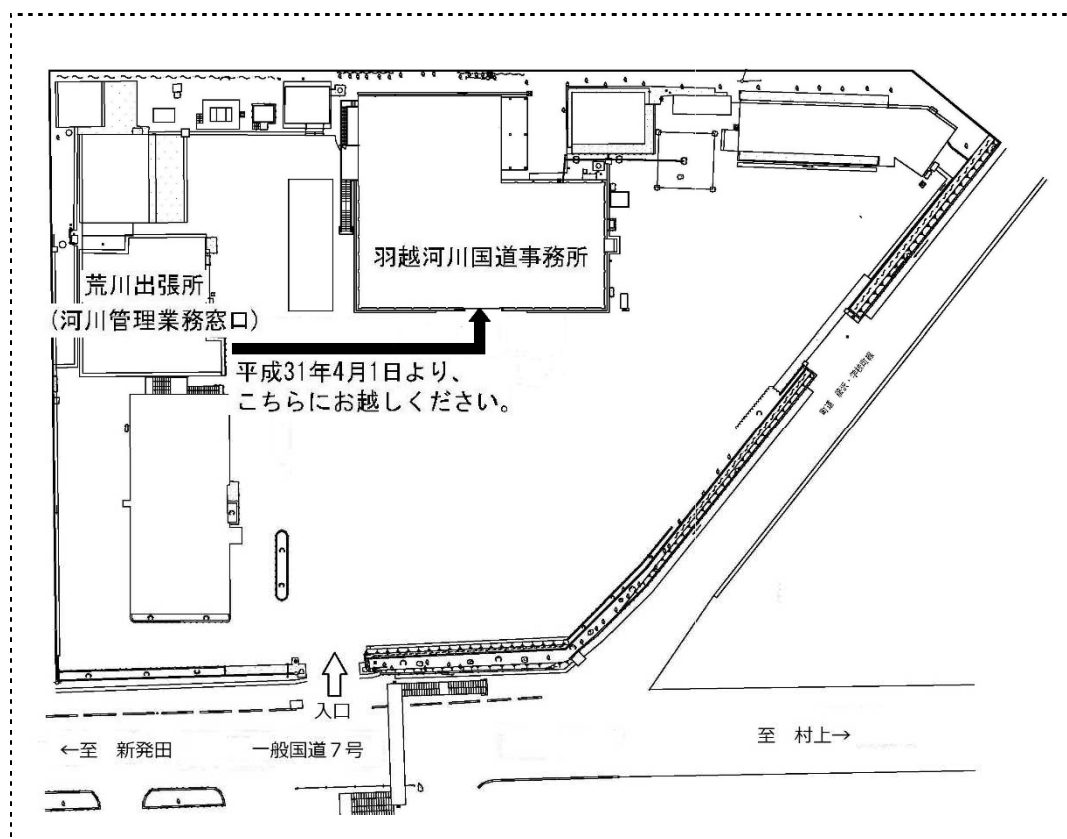 羽越河川国道事務所
荒川出張所
(河川管理業務窓口)
平成31年4月1日より、
こちらにお越しください。
入口
←至 新発田
一般国道7号
至 村上→